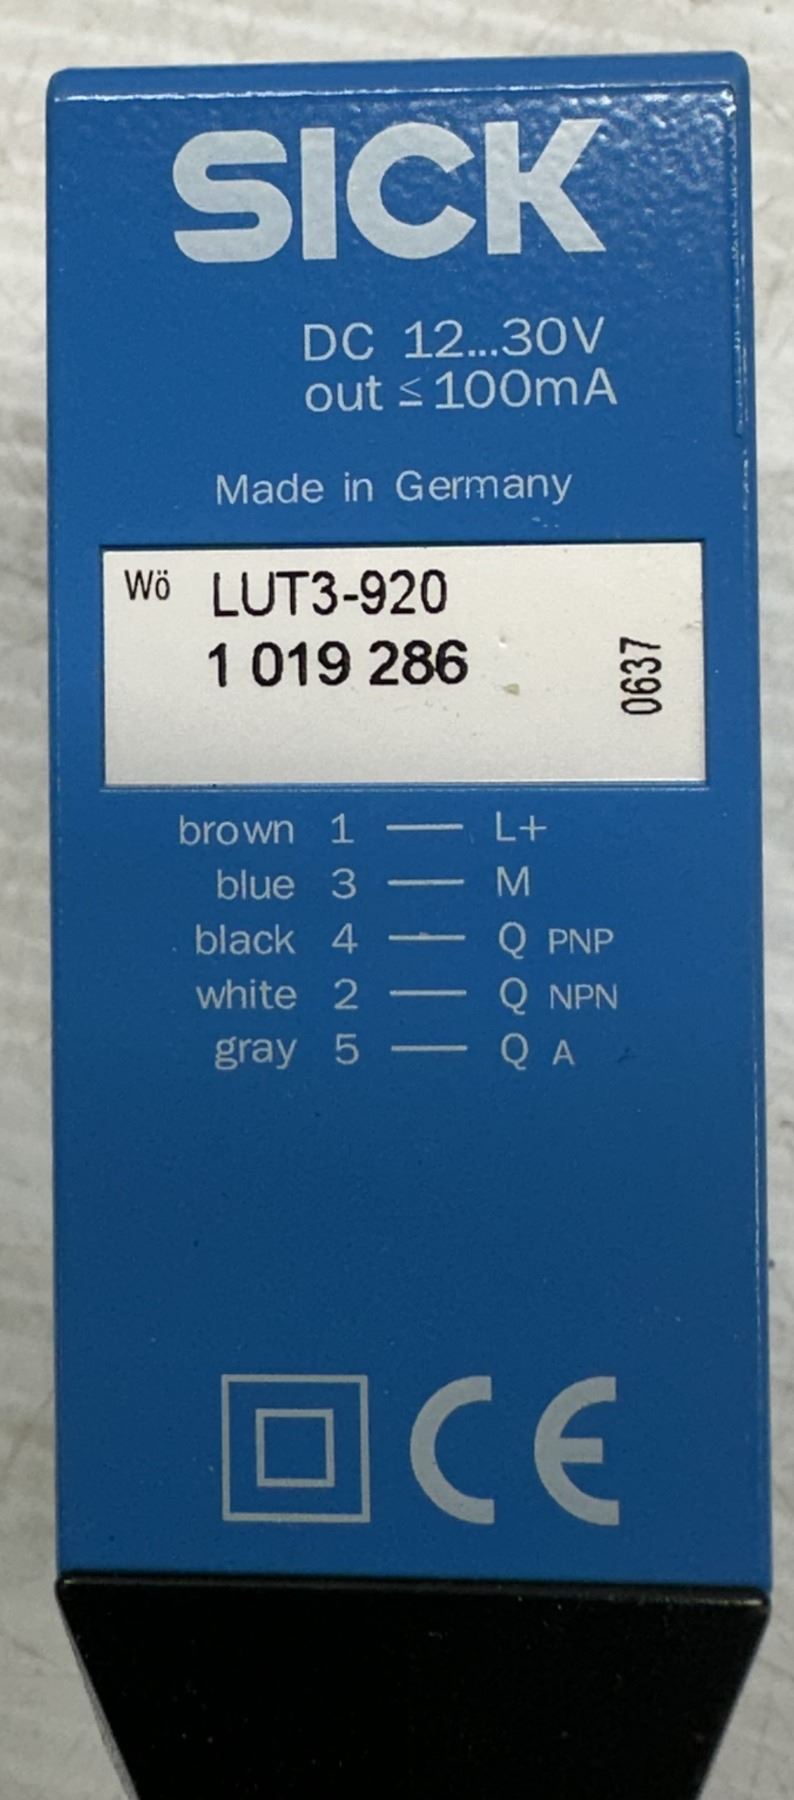 SICK
DC 12...30V
out ≤ 100mA
Made in Germany
Wö LUT3-920
1 019 286
0637
brown 1 — L+
blue 3 — M
black 4 — Q PNP
white 2 — Q NPN
gray 5 — Q A
CE